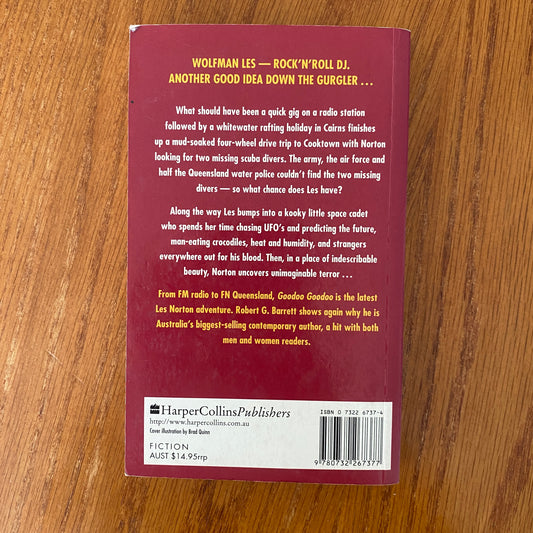 WOLFMAN LES — ROCK'N'ROLL DJ.
ANOTHER GOOD IDEA DOWN THE GURGLER ...
What should have been a quick gig on a radio station
followed by a whitewater rafting holiday in Cairns finishes
up a mud-soaked four-wheel drive trip to Cooktown with Norton
looking for two missing scuba divers. The army, the air force and
half the Queensland water police couldn't find the two missing
divers — so what chance does Les have?
Along the way Les bumps into a kooky little space cadet
who spends her time chasing UFO's and predicting the future,
man-eating crocodiles, heat and humidity, and strangers
everywhere out for his blood. Then, in a place of indescribable
beauty, Norton uncovers unimaginable terror ...
From FM radio to FN Queensland, Goodoo Goodoo is the latest
Les Norton adventure. Robert G. Barrett shows again why he is
Australia's biggest-selling contemporary author, a hit with both
men and women readers.
HarperCollinsPublishers
http://www.harpercollins.com.au
Cover illustration by Brad Quinn
FICTION
AUST $14.95rrp
ISBN 0 7322 6737-4
9 780732 267377